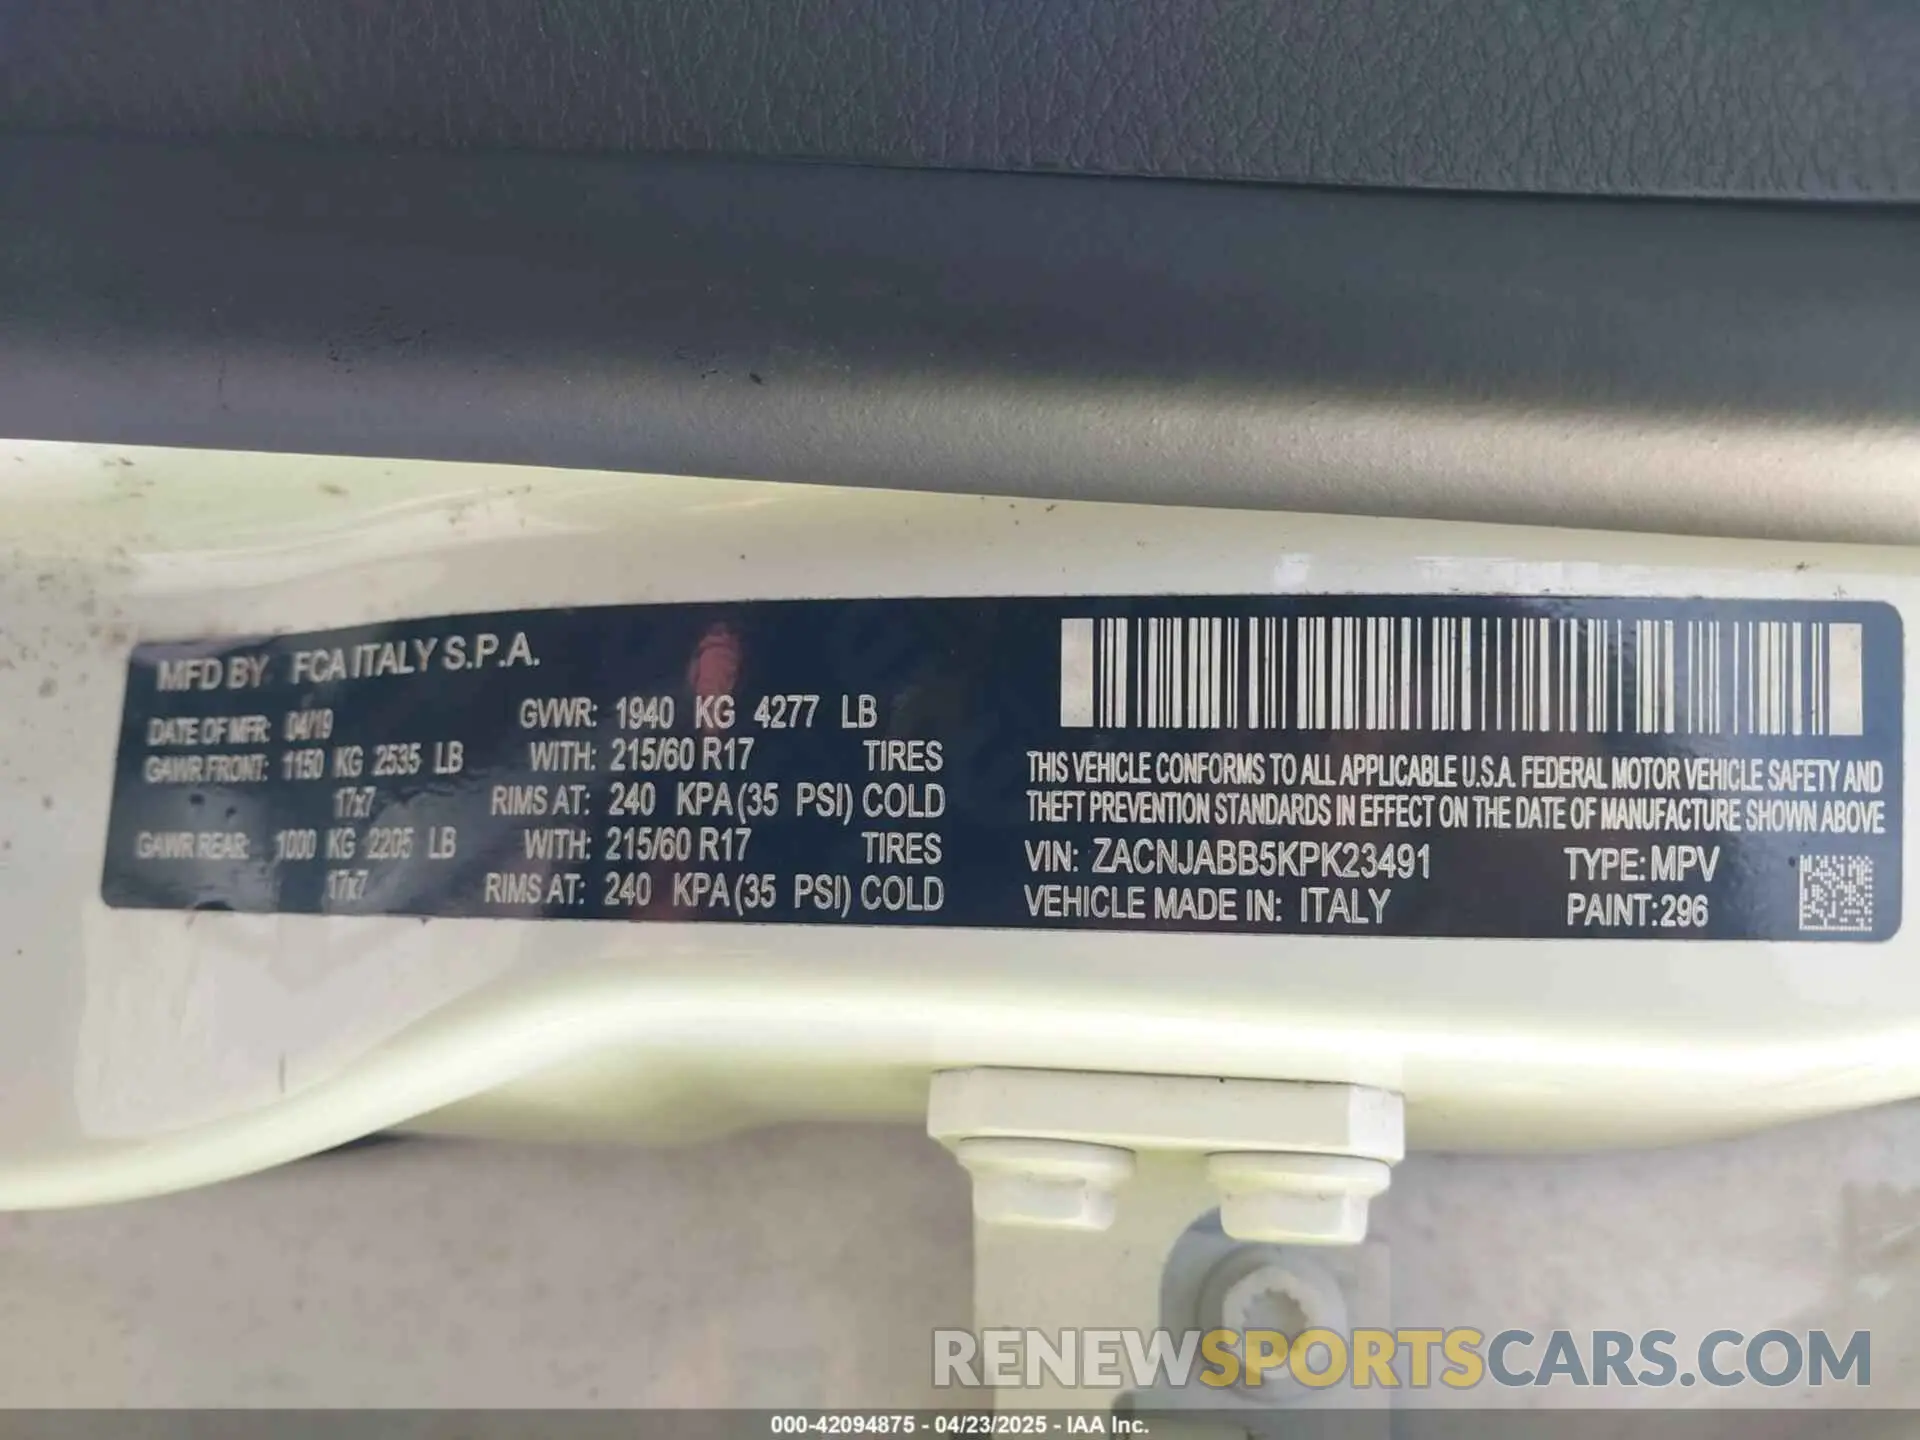 MFD BY FCA ITALY S.P.A.
DATE OF MFR: 04/19 GVWR: 1940 KG 4277 LB
GAWR FRONT: 1150 KG 2535 LB WITH: 215/60 R17 TIRES
17x7 RIMS AT: 240 KPA (35 PSI) COLD
GAWR REAR: 1000 KG 2205 LB WITH: 215/60 R17 TIRES
17x7 RIMS AT: 240 KPA (35 PSI) COLD
THIS VEHICLE CONFORMS TO ALL APPLICABLE U.S.A. FEDERAL MOTOR VEHICLE SAFETY AND
THEFT PREVENTION STANDARDS IN EFFECT ON THE DATE OF MANUFACTURE SHOWN ABOVE
VIN: ZACNJABB5KPK23491 TYPE: MPV
VEHICLE MADE IN: ITALY PAINT: 296
RENEWSPORTSCARS.COM
000-42094875 - 04/23/2025 - IAA Inc.